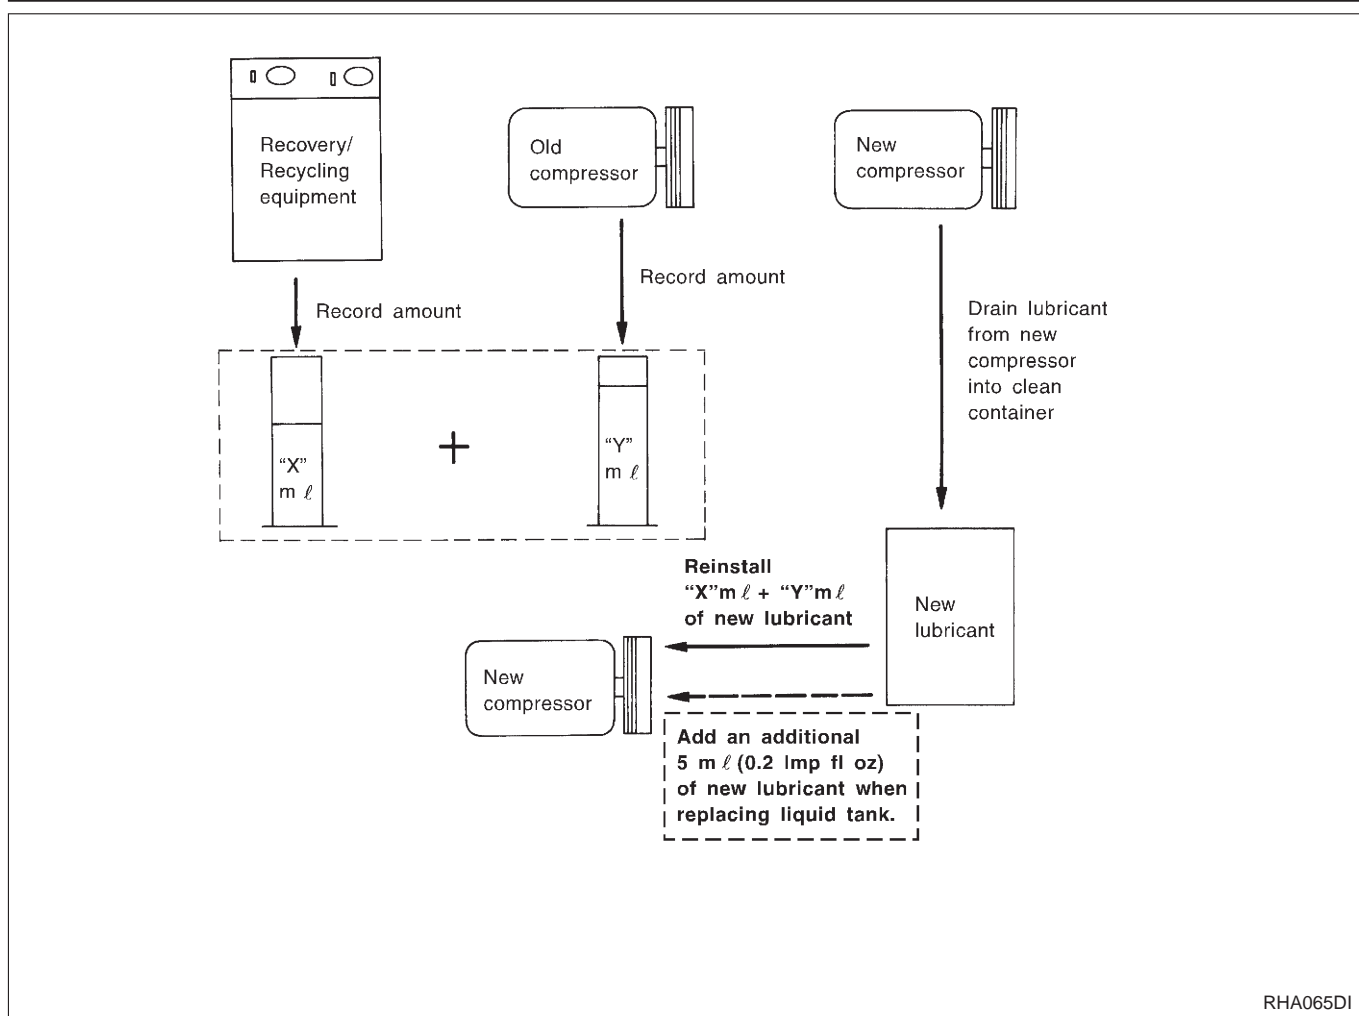 Recovery/
Recycling
equipment
Old
compressor
New
compressor
Record amount
Record amount
Drain lubricant
from new
compressor
into clean
container
“X”
m ℓ
+
“Y”
m ℓ
Reinstall
“X”m ℓ + “Y”m ℓ
of new lubricant
New
lubricant
New
compressor
Add an additional
5 m ℓ (0.2 Imp fl oz)
of new lubricant when
replacing liquid tank.
RHA065DI